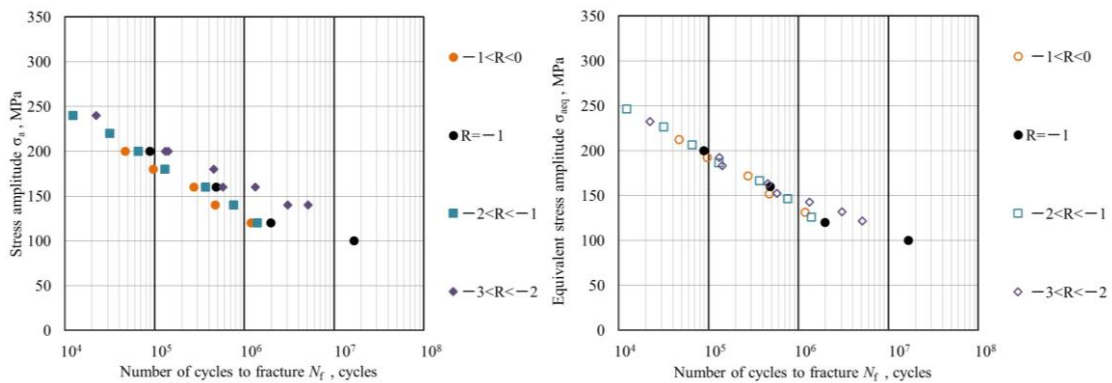 350
300
250
200
150
100
50
0
Stress amplitude σa , MPa
10⁴ 10⁵ 10⁶ 10⁷ 10⁸
Number of cycles to fracture Nf , cycles
−1<R<0
R=−1
−2<R<−1
−3<R<−2
350
300
250
200
150
100
50
0
Equivalent stress amplitude σaeq, MPa
10⁴ 10⁵ 10⁶ 10⁷ 10⁸
Number of cycles to fracture Nf , cycles
−1<R<0
R=−1
−2<R<−1
−3<R<−2